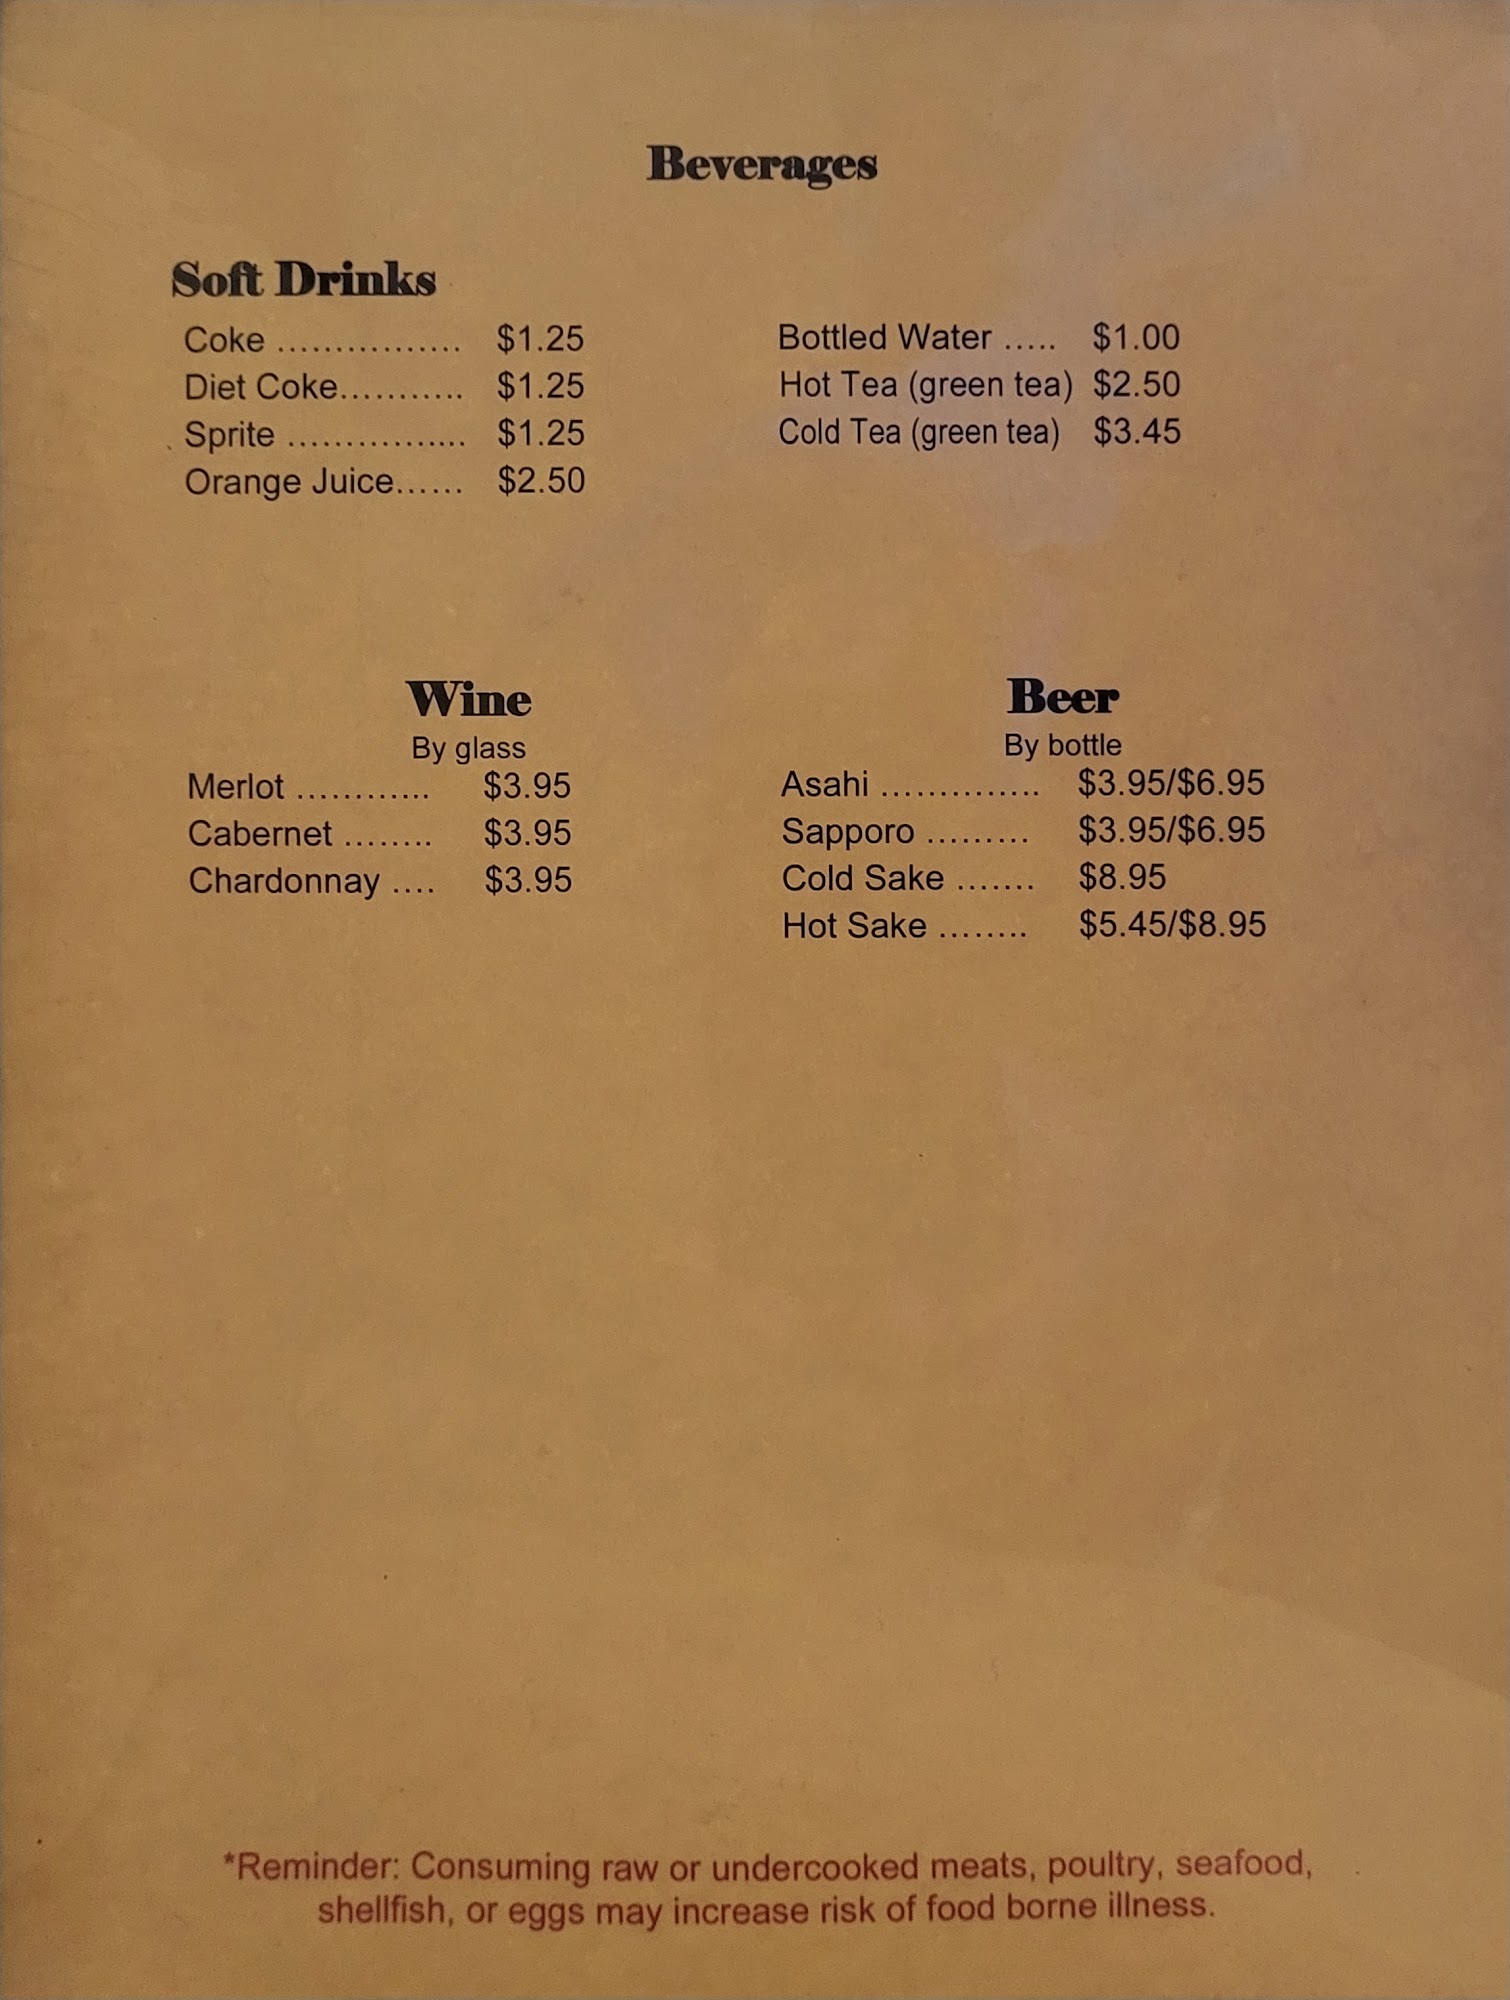 Beverages
Soft Drinks
Coke ................ $1.25
Diet Coke........... $1.25
Sprite ................ $1.25
Orange Juice...... $2.50
Bottled Water ..... $1.00
Hot Tea (green tea) $2.50
Cold Tea (green tea) $3.45
Wine
By glass
Merlot ............ $3.95
Cabernet ........ $3.95
Chardonnay .... $3.95
Beer
By bottle
Asahi .............. $3.95/$6.95
Sapporo ......... $3.95/$6.95
Cold Sake ....... $8.95
Hot Sake ........ $5.45/$8.95
*Reminder: Consuming raw or undercooked meats, poultry, seafood,
shellfish, or eggs may increase risk of food borne illness.